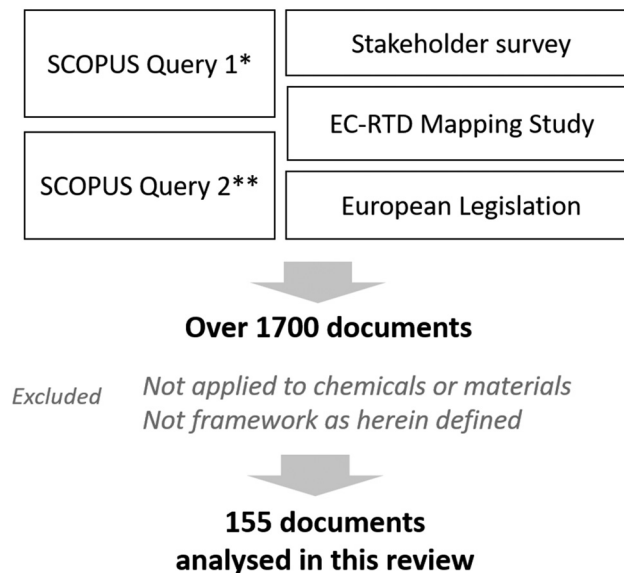 SCOPUS Query 1*
SCOPUS Query 2**
Stakeholder survey
EC-RTD Mapping Study
European Legislation
Over 1700 documents
Excluded
Not applied to chemicals or materials
Not framework as herein defined
155 documents
analysed in this review